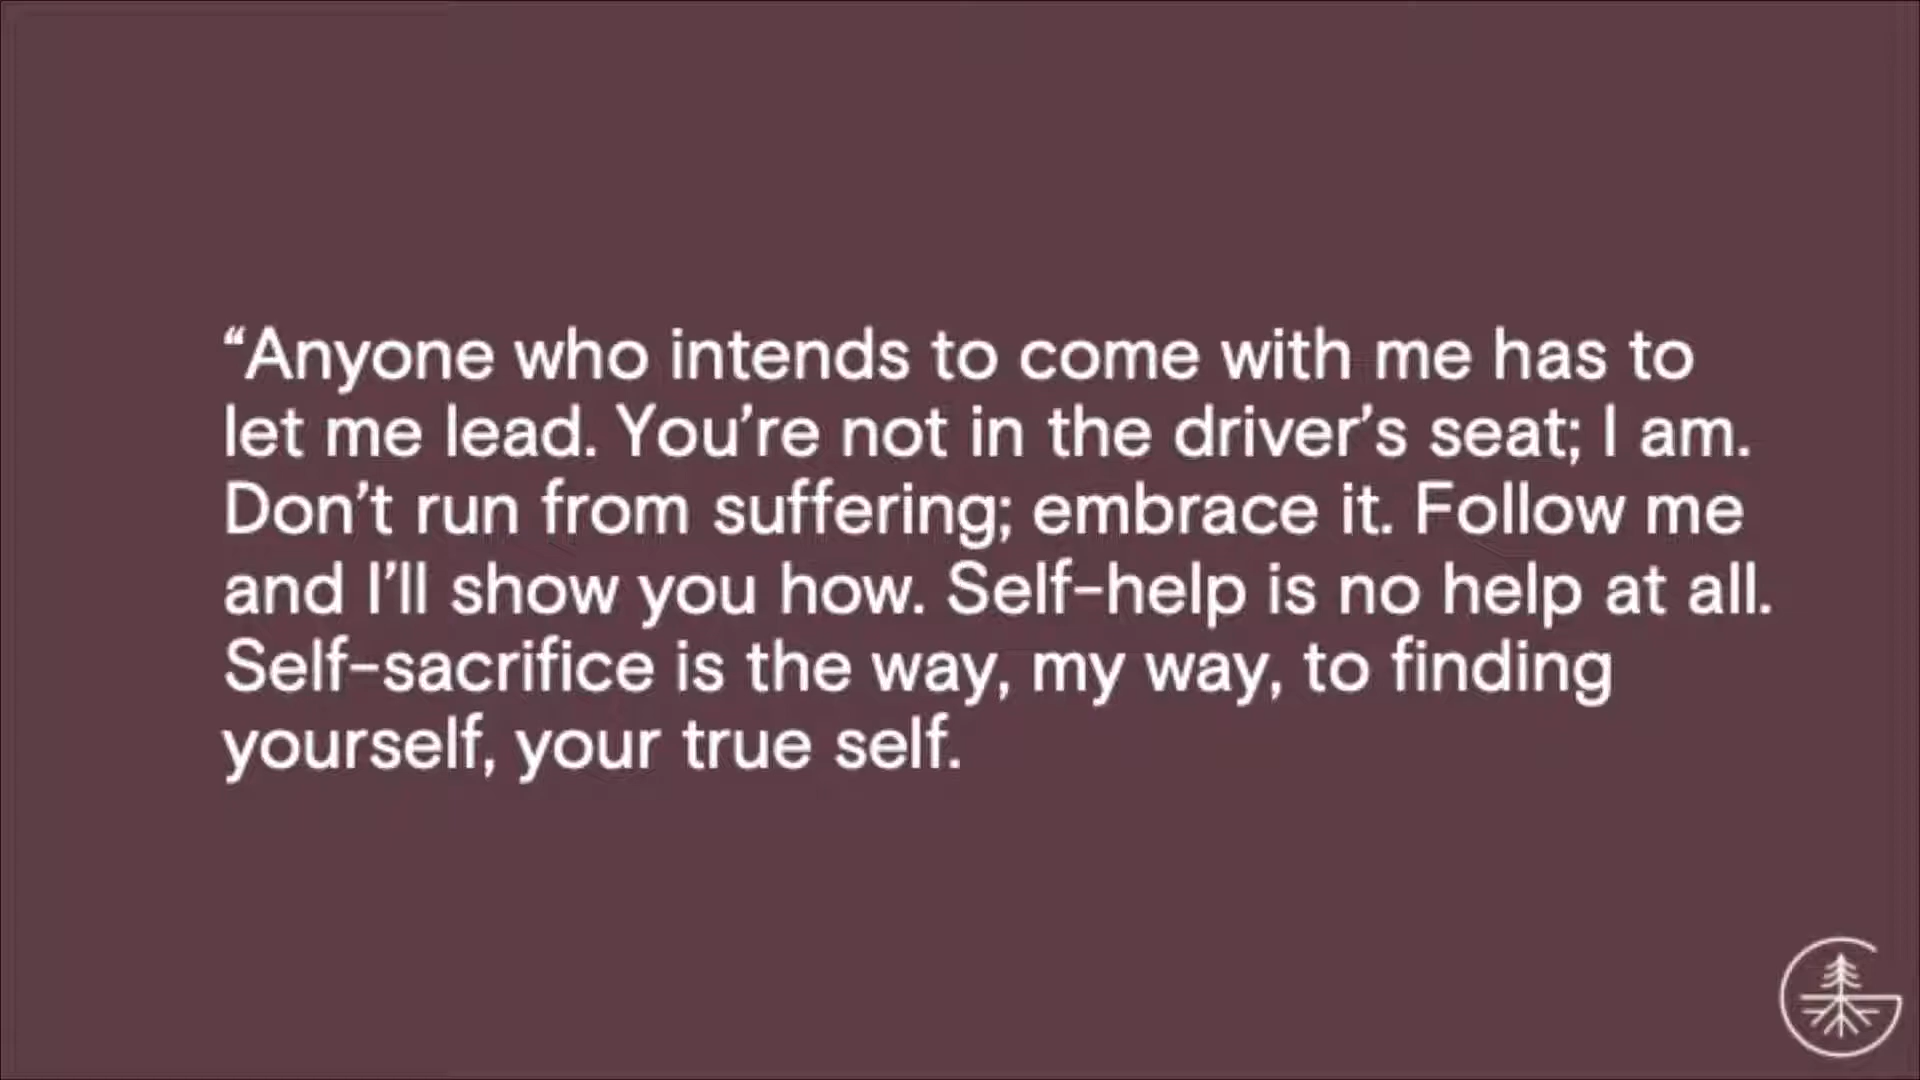 “Anyone who intends to come with me has to
let me lead. You’re not in the driver’s seat; I am.
Don’t run from suffering; embrace it. Follow me
and I’ll show you how. Self-help is no help at all.
Self-sacrifice is the way, my way, to finding
yourself, your true self.